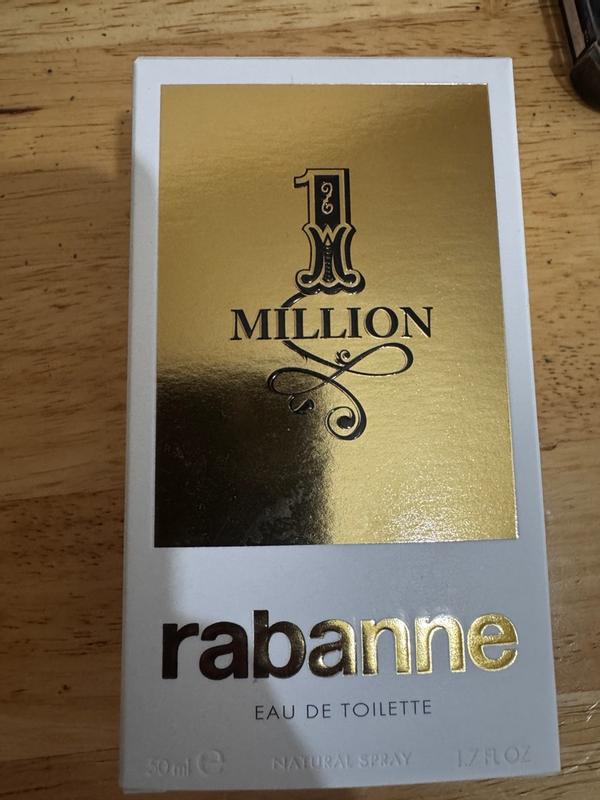 1
MILLION
rabanne
EAU DE TOILETTE
50 ml ℮ NATURAL SPRAY 1.7 FL OZ